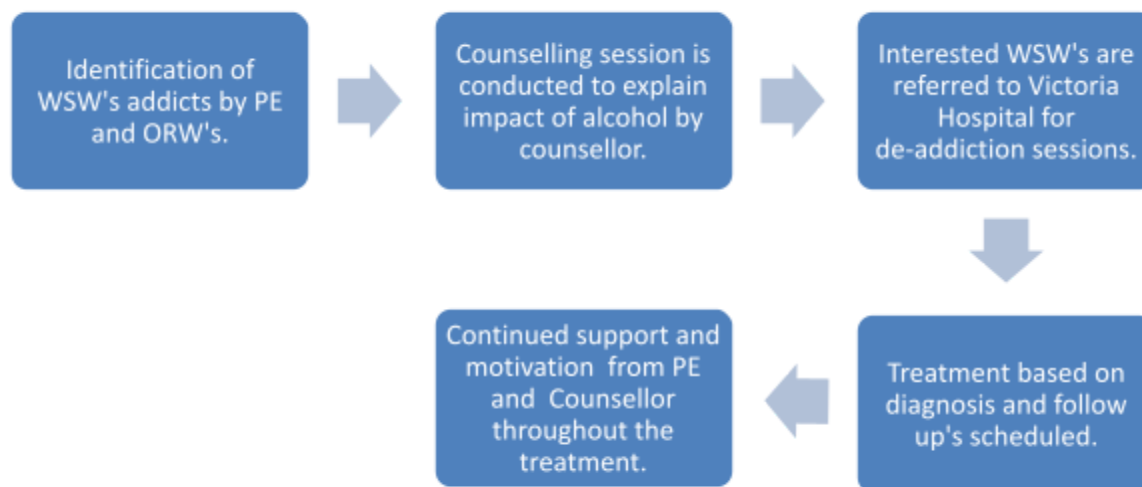 Identification of
WSW's addicts by PE
and ORW's.
Counselling session is
conducted to explain
impact of alcohol by
counsellor.
Interested WSW's are
referred to Victoria
Hospital for
de-addiction sessions.
Treatment based on
diagnosis and follow
up's scheduled.
Continued support and
motivation from PE
and Counsellor
throughout the
treatment.